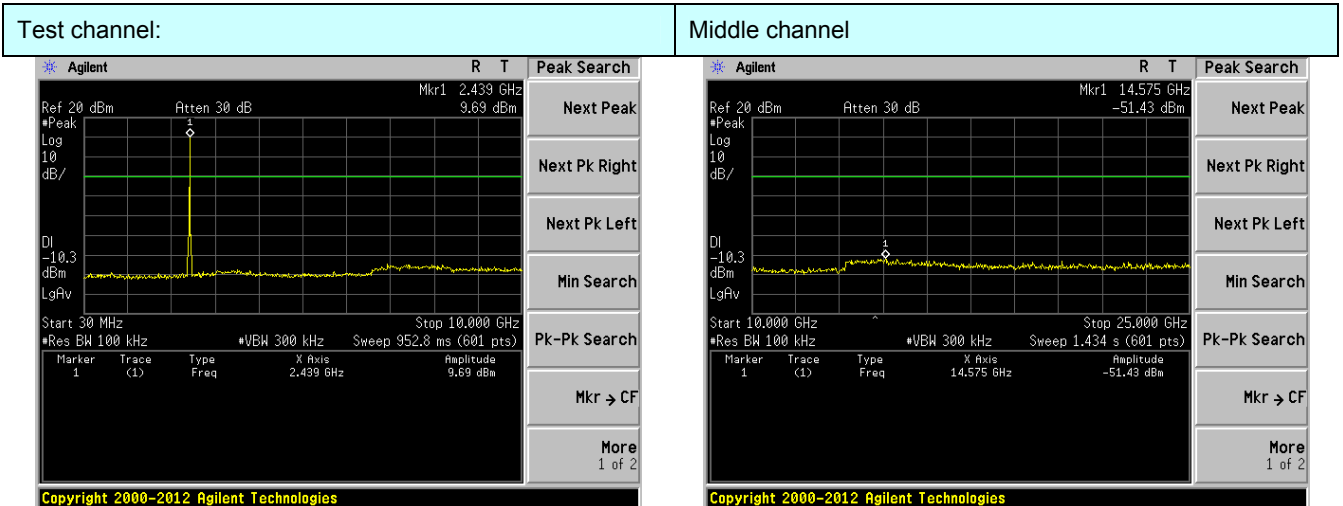 Test channel:
Middle channel
Agilent R T Peak Search
Mkr1 2.439 GHz
Ref 20 dBm Atten 30 dB 9.69 dBm
#Peak
Log
10
dB/
1
DI
-10.3
dBm
LgAv
Start 30 MHz Stop 10.000 GHz
#Res BW 100 kHz #VBW 300 kHz Sweep 952.8 ms (601 pts)
Marker Trace Type X Axis Amplitude
1 (1) Freq 2.439 GHz 9.69 dBm
Next Peak
Next Pk Right
Next Pk Left
Min Search
Pk-Pk Search
Mkr → CF
More
1 of 2
Copyright 2000-2012 Agilent Technologies
Agilent R T Peak Search
Mkr1 14.575 GHz
Ref 20 dBm Atten 30 dB -51.43 dBm
#Peak
Log
10
dB/
1
DI
-10.3
dBm
LgAv
Start 10.000 GHz ^ Stop 25.000 GHz
#Res BW 100 kHz #VBW 300 kHz Sweep 1.434 s (601 pts)
Marker Trace Type X Axis Amplitude
1 (1) Freq 14.575 GHz -51.43 dBm
Next Peak
Next Pk Right
Next Pk Left
Min Search
Pk-Pk Search
Mkr → CF
More
1 of 2
Copyright 2000-2012 Agilent Technologies